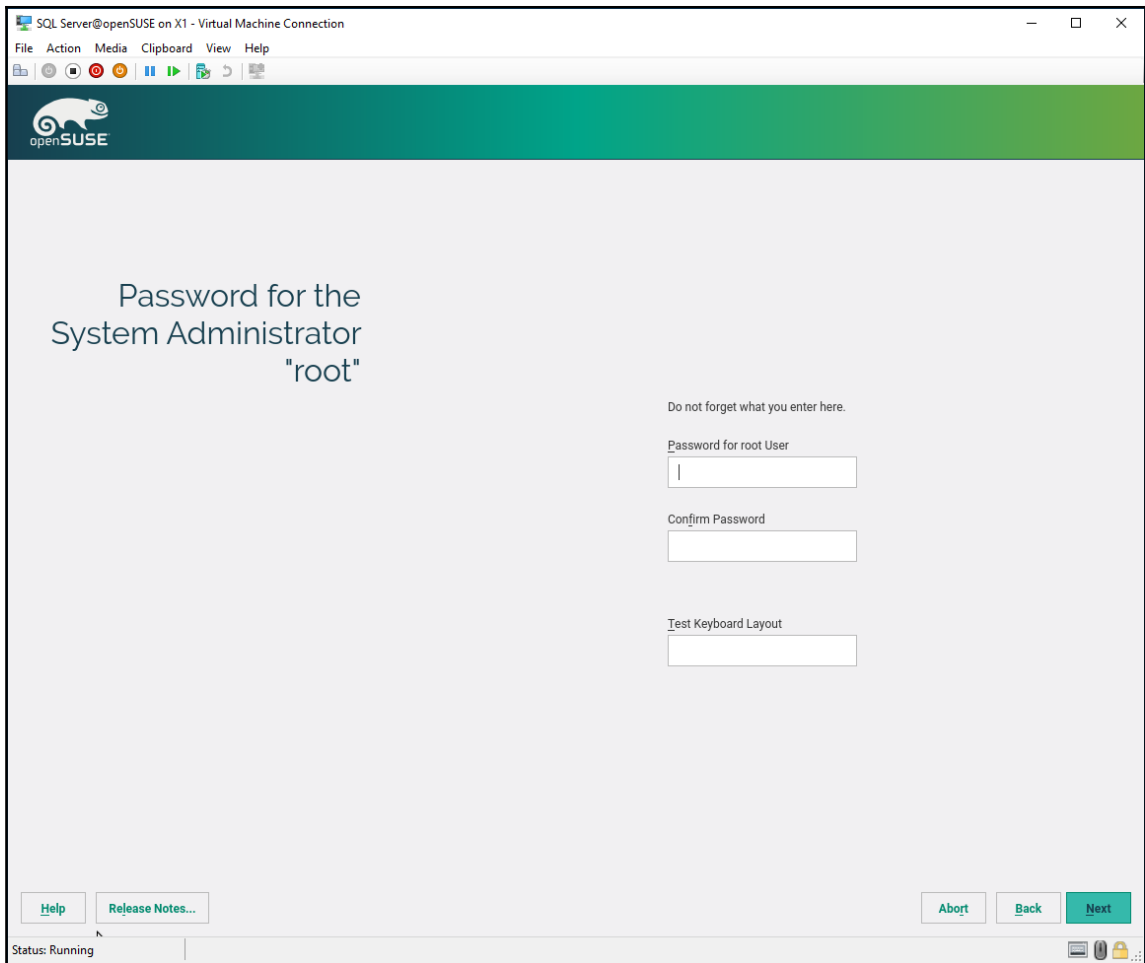 SQL Server@openSUSE on X1 - Virtual Machine Connection
File Action Media Clipboard View Help
openSUSE
Password for the
System Administrator
"root"
Do not forget what you enter here.
Password for root User
Confirm Password
Test Keyboard Layout
Help Release Notes... Abort Back Next
Status: Running